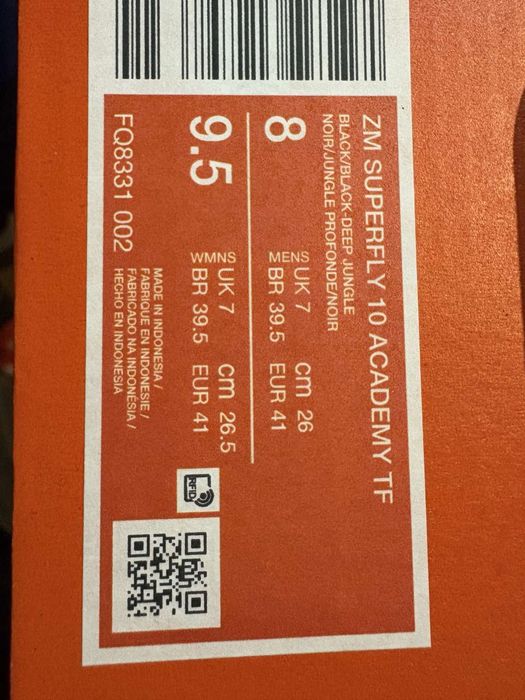 ZM SUPERFLY 10 ACADEMY TF
BLACK/BLACK-DEEP JUNGLE
NOIR/JUNGLE PROFONDE/NOIR
8
MENS UK 7 cm 26
BR 39.5 EUR 41
9.5
WMNS UK 7 cm 26.5
BR 39.5 EUR 41
FQ8331 002
MADE IN INDONESIA /
FABRIQUE EN INDONESIE /
FABRICADO NA INDONÉSIA /
HECHO EN INDONESIA
RFID